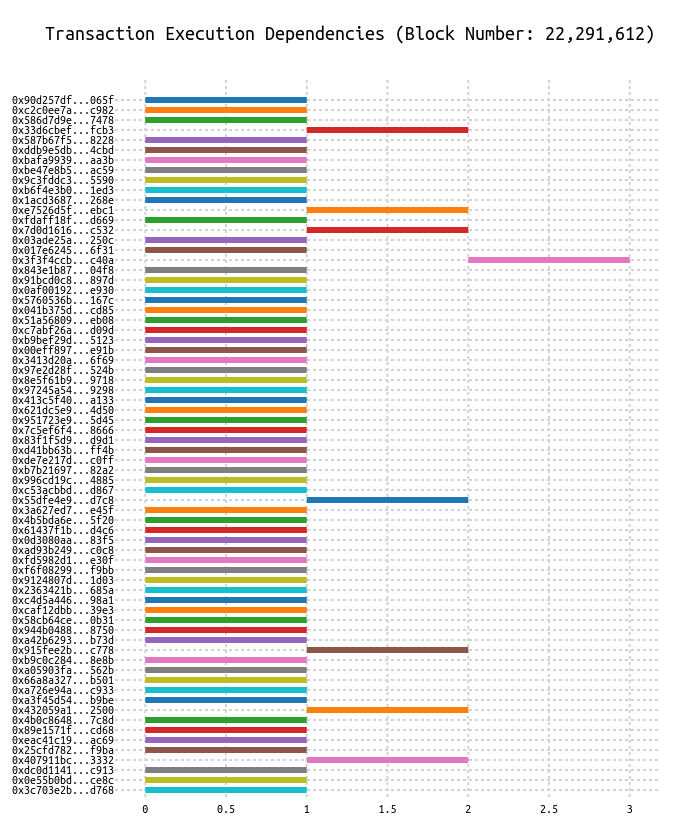 Transaction Execution Dependencies (Block Number: 22,291,612)
0x90d257df...065f
0xc2c0ee7a...c982
0x586d7d9e...7478
0x33d6cbef...fcb3
0x587b67f5...8228
0xddb9e5db...4cbd
0xbafa9939...aa3b
0xbe47e8b5...ac59
0x9c3fddc3...5590
0xb6f4e3b0...1ed3
0x1acd3687...268e
0xe7526d5f...ebc1
0xfdaff18f...d669
0x7d0d1616...c532
0x03ade25a...250c
0x017e6245...6f31
0x3f3f4ccb...c40a
0x843e1b87...04f8
0x91bcd0c8...897d
0x0af00192...e930
0x5760536b...167c
0x041b375d...cd85
0x51a56809...eb08
0xc7abf26a...d09d
0xb9bef29d...5123
0x00eff897...e91b
0x3413d20a...6f69
0x97e2d28f...524b
0x8e5f61b9...9718
0x97245a54...9298
0x413c5f40...a133
0x621dc5e9...4d50
0x951723e9...5d45
0x7c5ef6f4...8666
0x83f1f5d9...d9d1
0xd41bb63b...ff4b
0xde7e217d...c0ff
0xb7b21697...82a2
0x996cd19c...4885
0xc53acbbd...d867
0x55dfe4e9...d7c8
0x3a627ed7...e45f
0x4b5bda6e...5f20
0x61437f1b...d4c6
0x0d3080aa...83f5
0xad93b249...c0c8
0xfd5982d1...e30f
0xf6f08299...f9bb
0x9124807d...1d03
0x2363421b...685a
0xc4d5a446...98a1
0xcaf12dbb...39e3
0x58cb64ce...0b31
0x944b0488...8750
0xa42b6293...b73d
0x915fee2b...c778
0xb9c0c284...8e8b
0xa05903fa...562b
0x66a8a327...b501
0xa726e94a...c933
0xa3f45d54...b9be
0x432059a1...2500
0x4b0c8648...7c8d
0x89e1571f...cd68
0xeac41c19...ac69
0x25cfd782...f9ba
0x407911bc...3332
0xdc0d1141...c913
0x0e55b0bd...ce8c
0x3c703e2b...d768
0 0.5 1 1.5 2 2.5 3